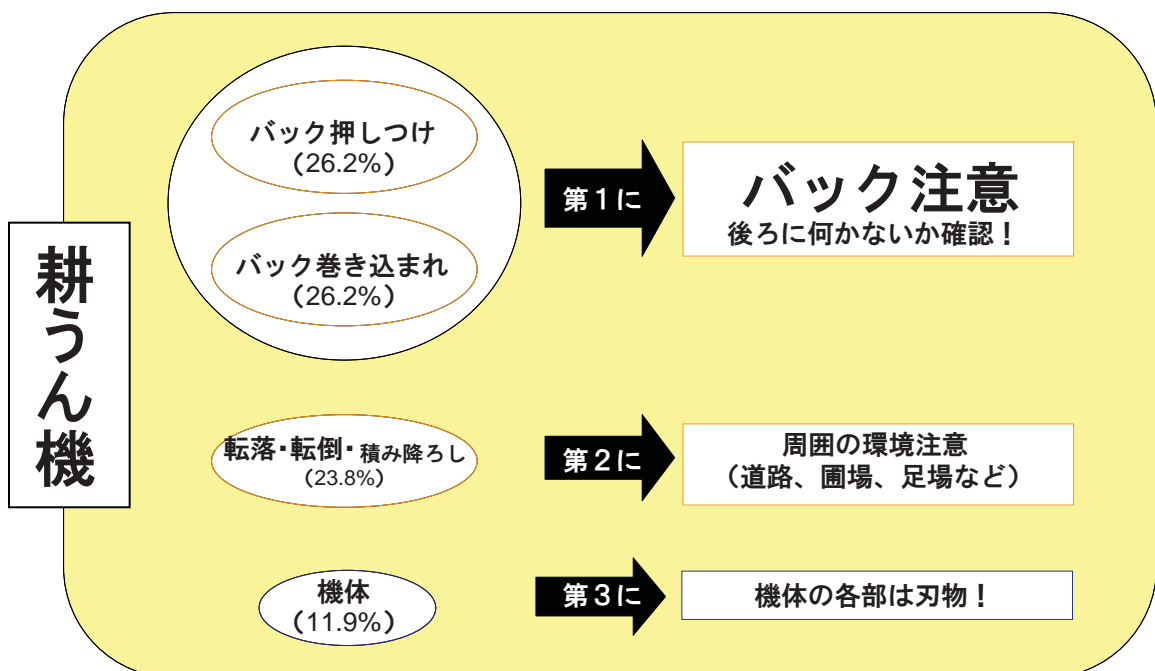 耕うん機
バック押しつけ
（26.2%）
バック巻き込まれ
（26.2%）
第１に
バック注意
後ろに何かないか確認！
転落・転倒・積み降ろし
（23.8%）
第２に
周囲の環境注意
（道路、圃場、足場など）
機体
（11.9%）
第３に
機体の各部は刃物！